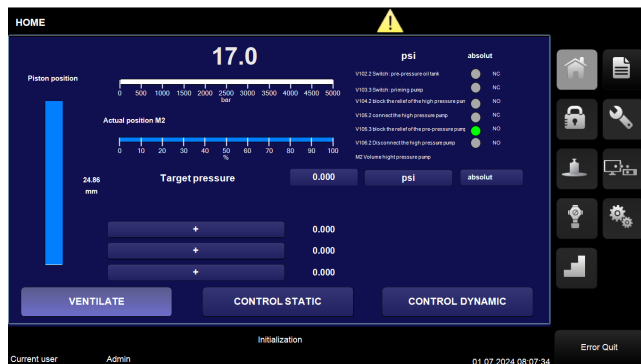 HOME
17.0
psi
absolut
Piston position
0 500 1000 1500 2000 2500 3000 3500 4000 4500 5000
bar
V102.2 Switch: pre-pressure oil tank NC
V103.3 Switch: priming pump NC
V104.2 block the relief of the high pressure pum NO
V105.2 connect the high pressure pump NC
V105.3 block the relief of the pre-pressure pump NO
V106.2 Disconnect the high pressure pump NO
M2 Volume hight pressure pump
Actual position M2
0 10 20 30 40 50 60 70 80 90 100
%
24.86
mm
Target pressure 0.000 psi absolut
+ 0.000
+ 0.000
+ 0.000
VENTILATE CONTROL STATIC CONTROL DYNAMIC
Initialization
Error Quit
Current user Admin 01.07.2024 08:07:34